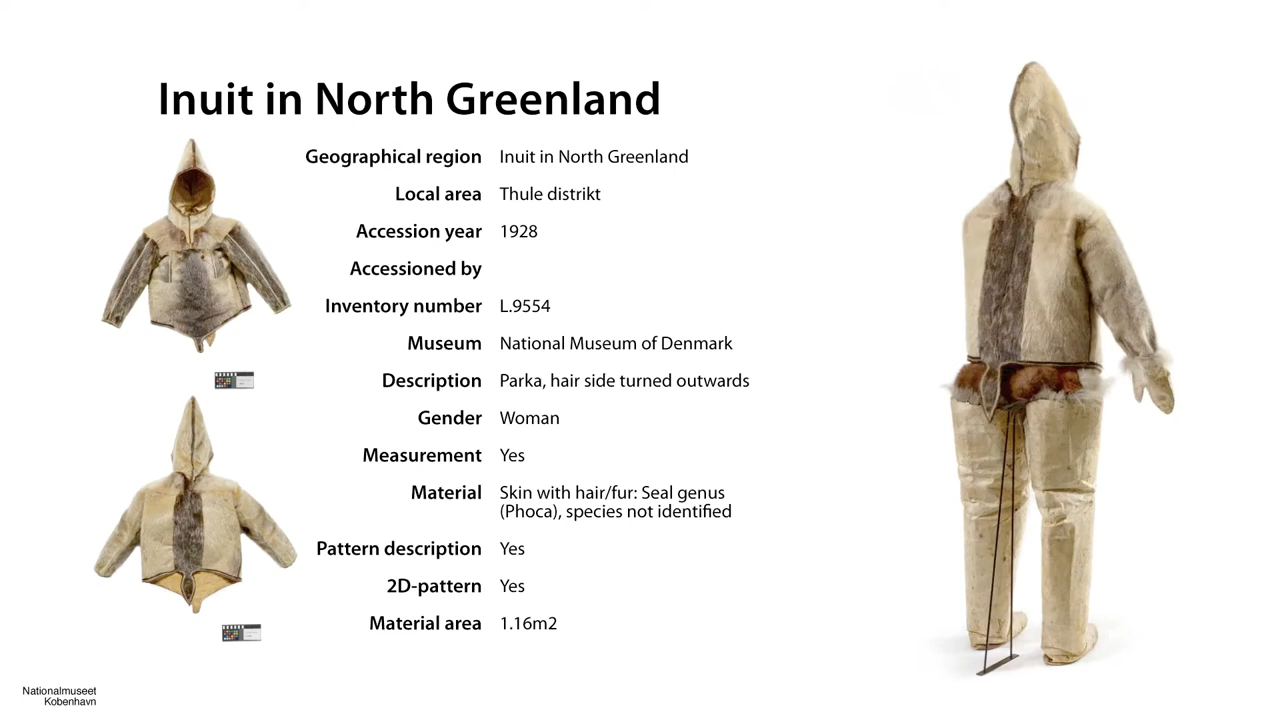 Inuit in North Greenland
Geographical region Inuit in North Greenland
Local area Thule distrikt
Accession year 1928
Accessioned by
Inventory number L.9554
Museum National Museum of Denmark
Description Parka, hair side turned outwards
Gender Woman
Measurement Yes
Material Skin with hair/fur: Seal genus
(Phoca), species not identified
Pattern description Yes
2D-pattern Yes
Material area 1.16m2
Nationalmuseet
Kobenhavn